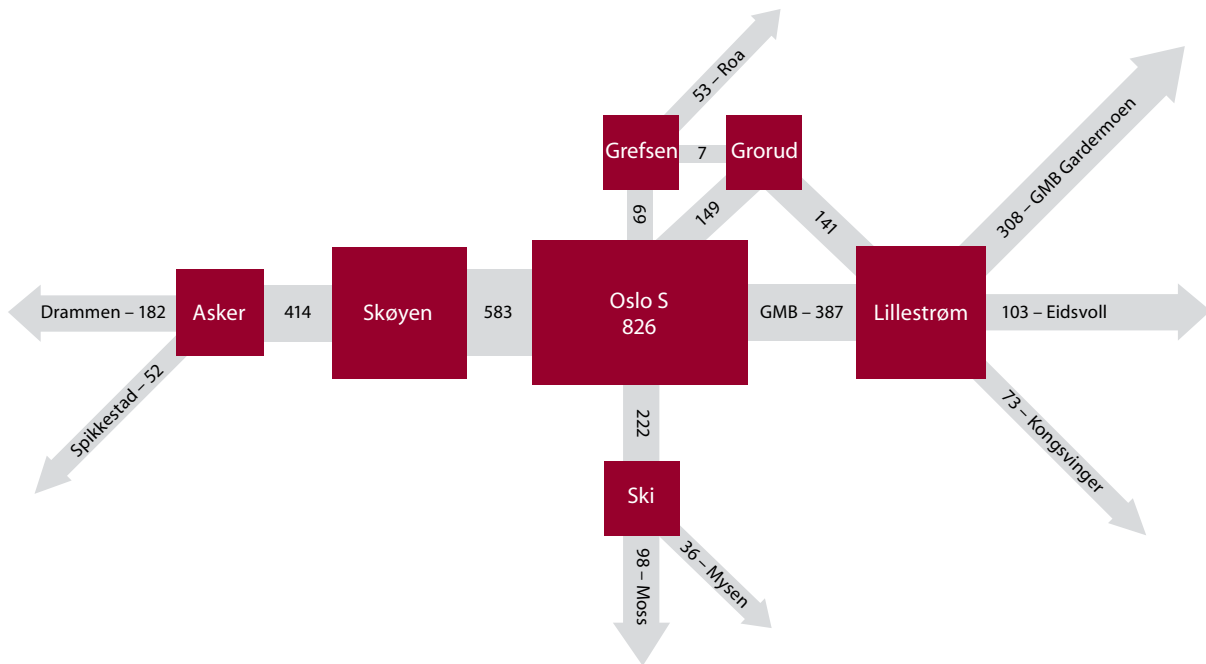 53 – Roa
Grefsen
7
Grorud
308 – GMB Gardermoen
69
149
141
Drammen – 182
Asker
414
Skøyen
583
Oslo S
826
GMB – 387
Lillestrøm
103 – Eidsvoll
Spikkestad – 52
222
73 – Kongsvinger
Ski
98 – Moss
36 – Mysen